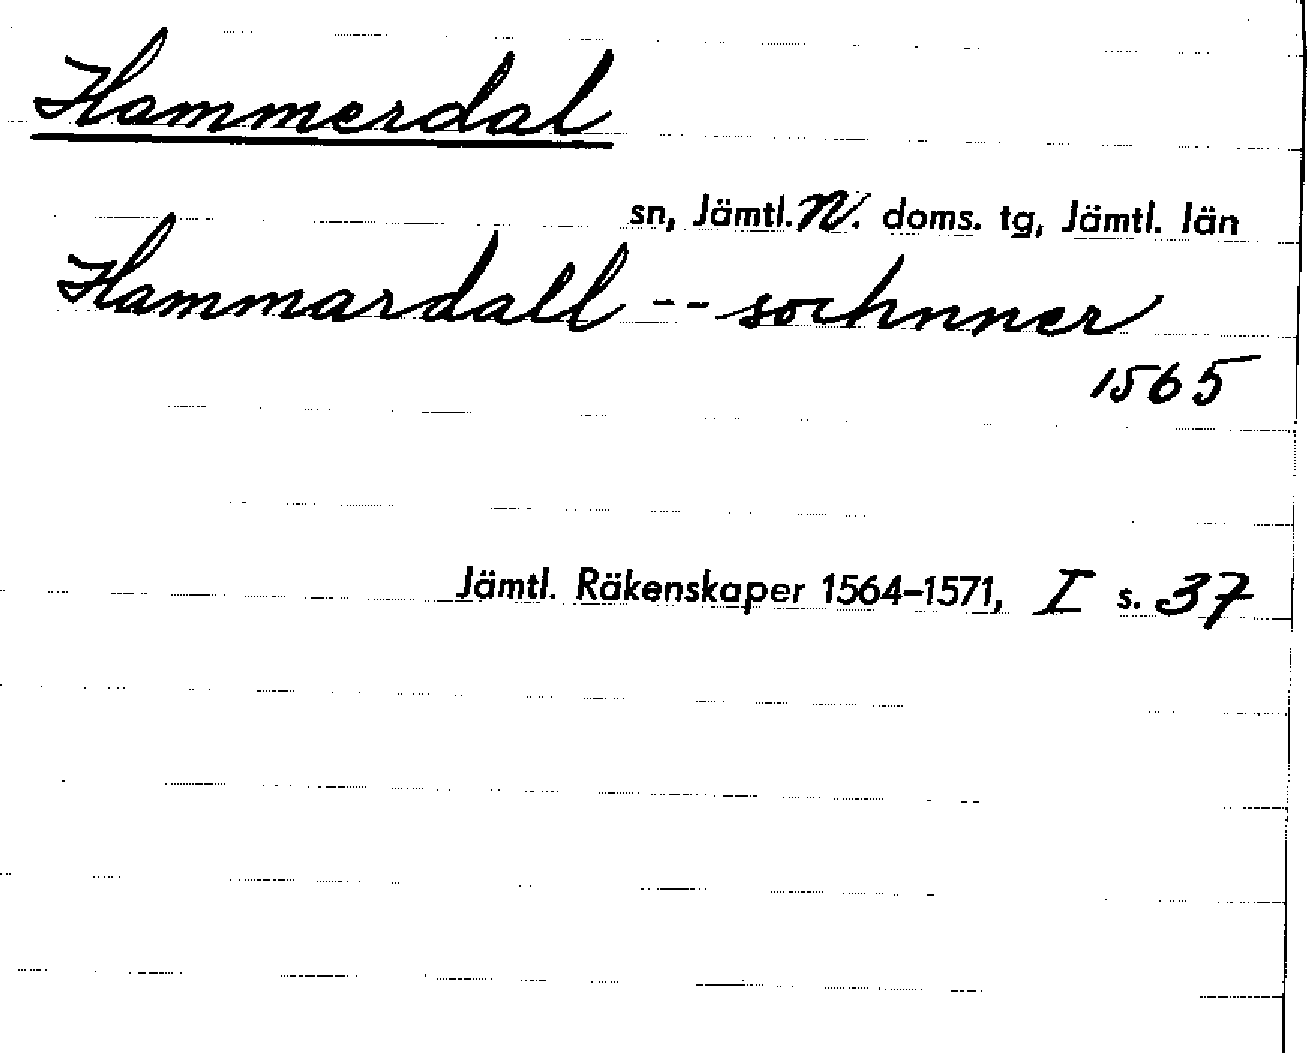 Hammerdal
sn, Jämtl. N. doms. tg, Jämtl. län
Hammardall -- sochnner
1565
Jämtl. Räkenskaper 1564-1571, I s. 37